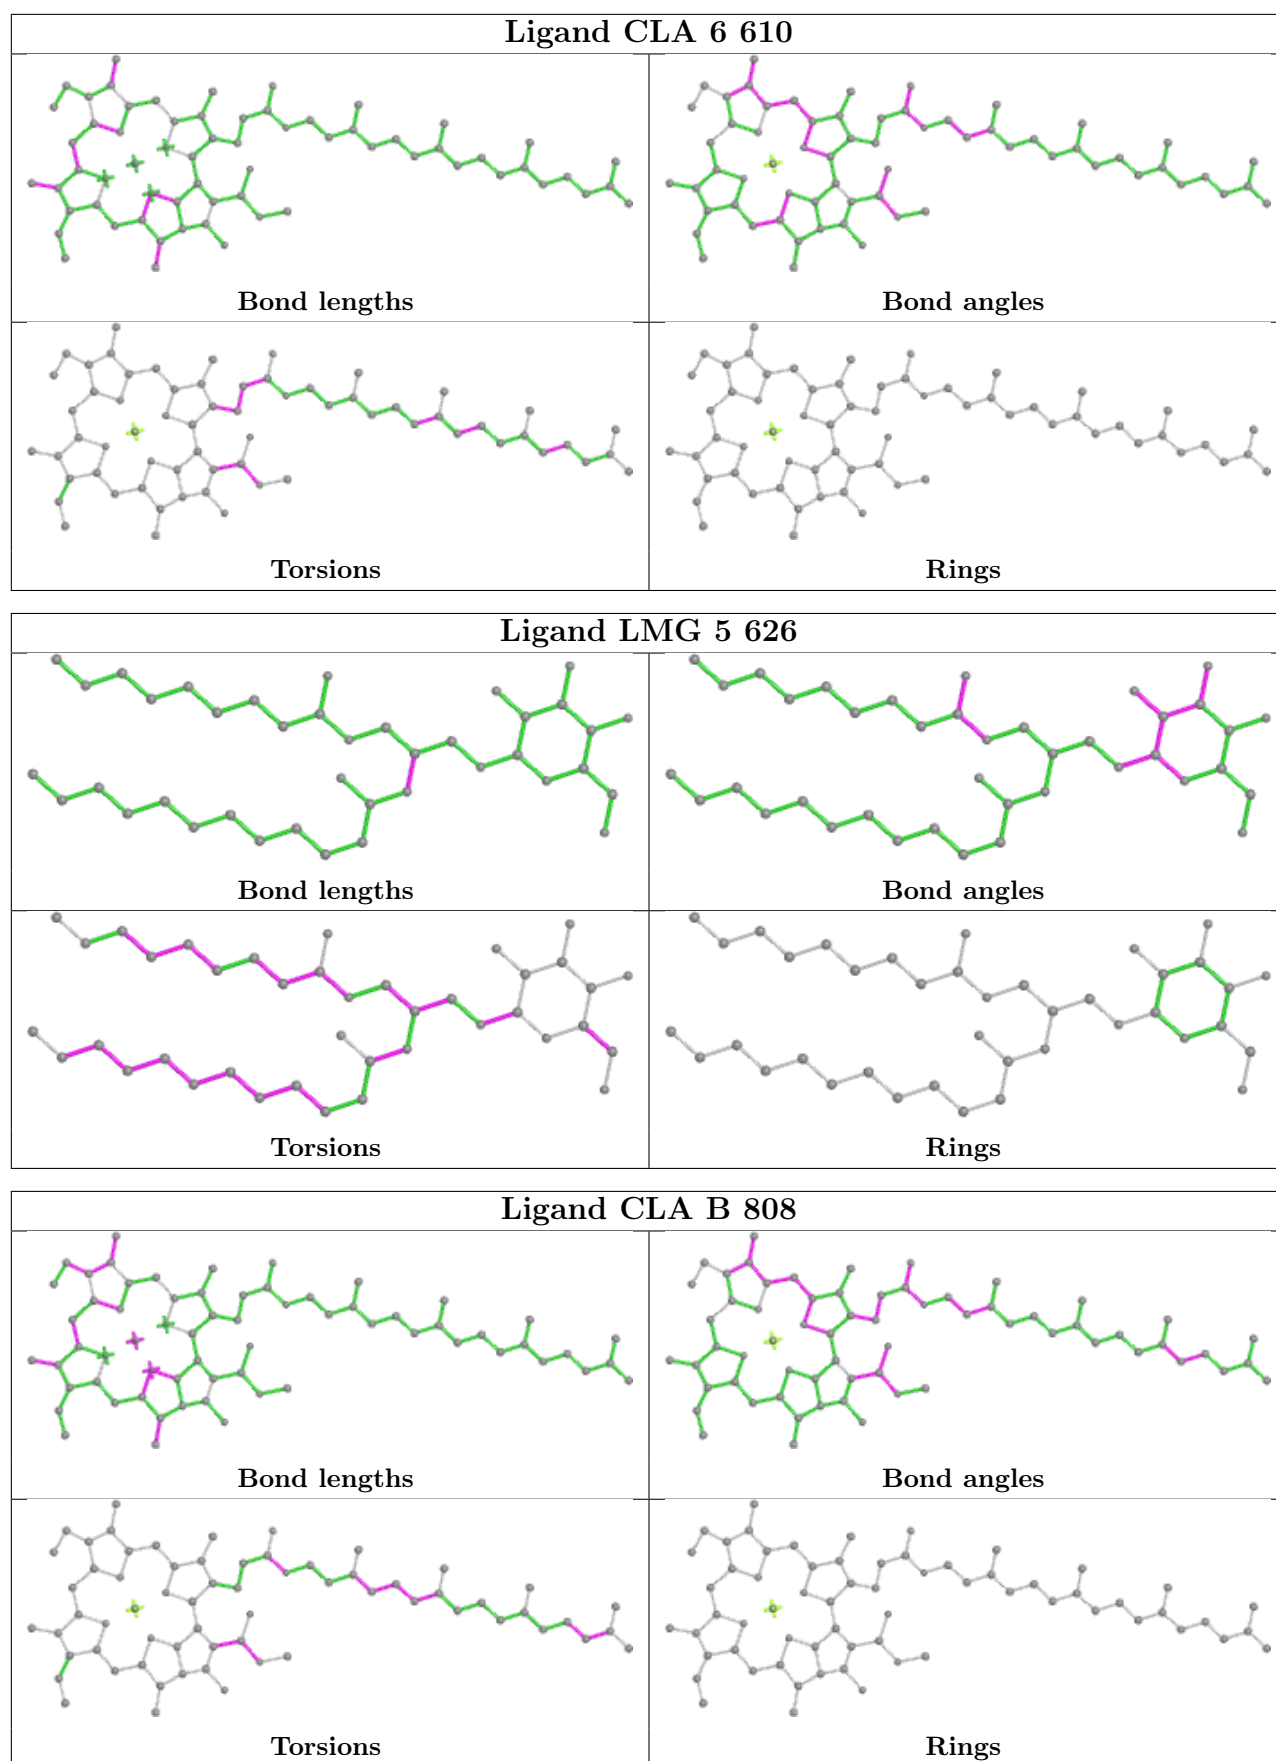 Ligand CLA 6 610
Bond lengths
Bond angles
Torsions
Rings
Ligand LMG 5 626
Bond lengths
Bond angles
Torsions
Rings
Ligand CLA B 808
Bond lengths
Bond angles
Torsions
Rings